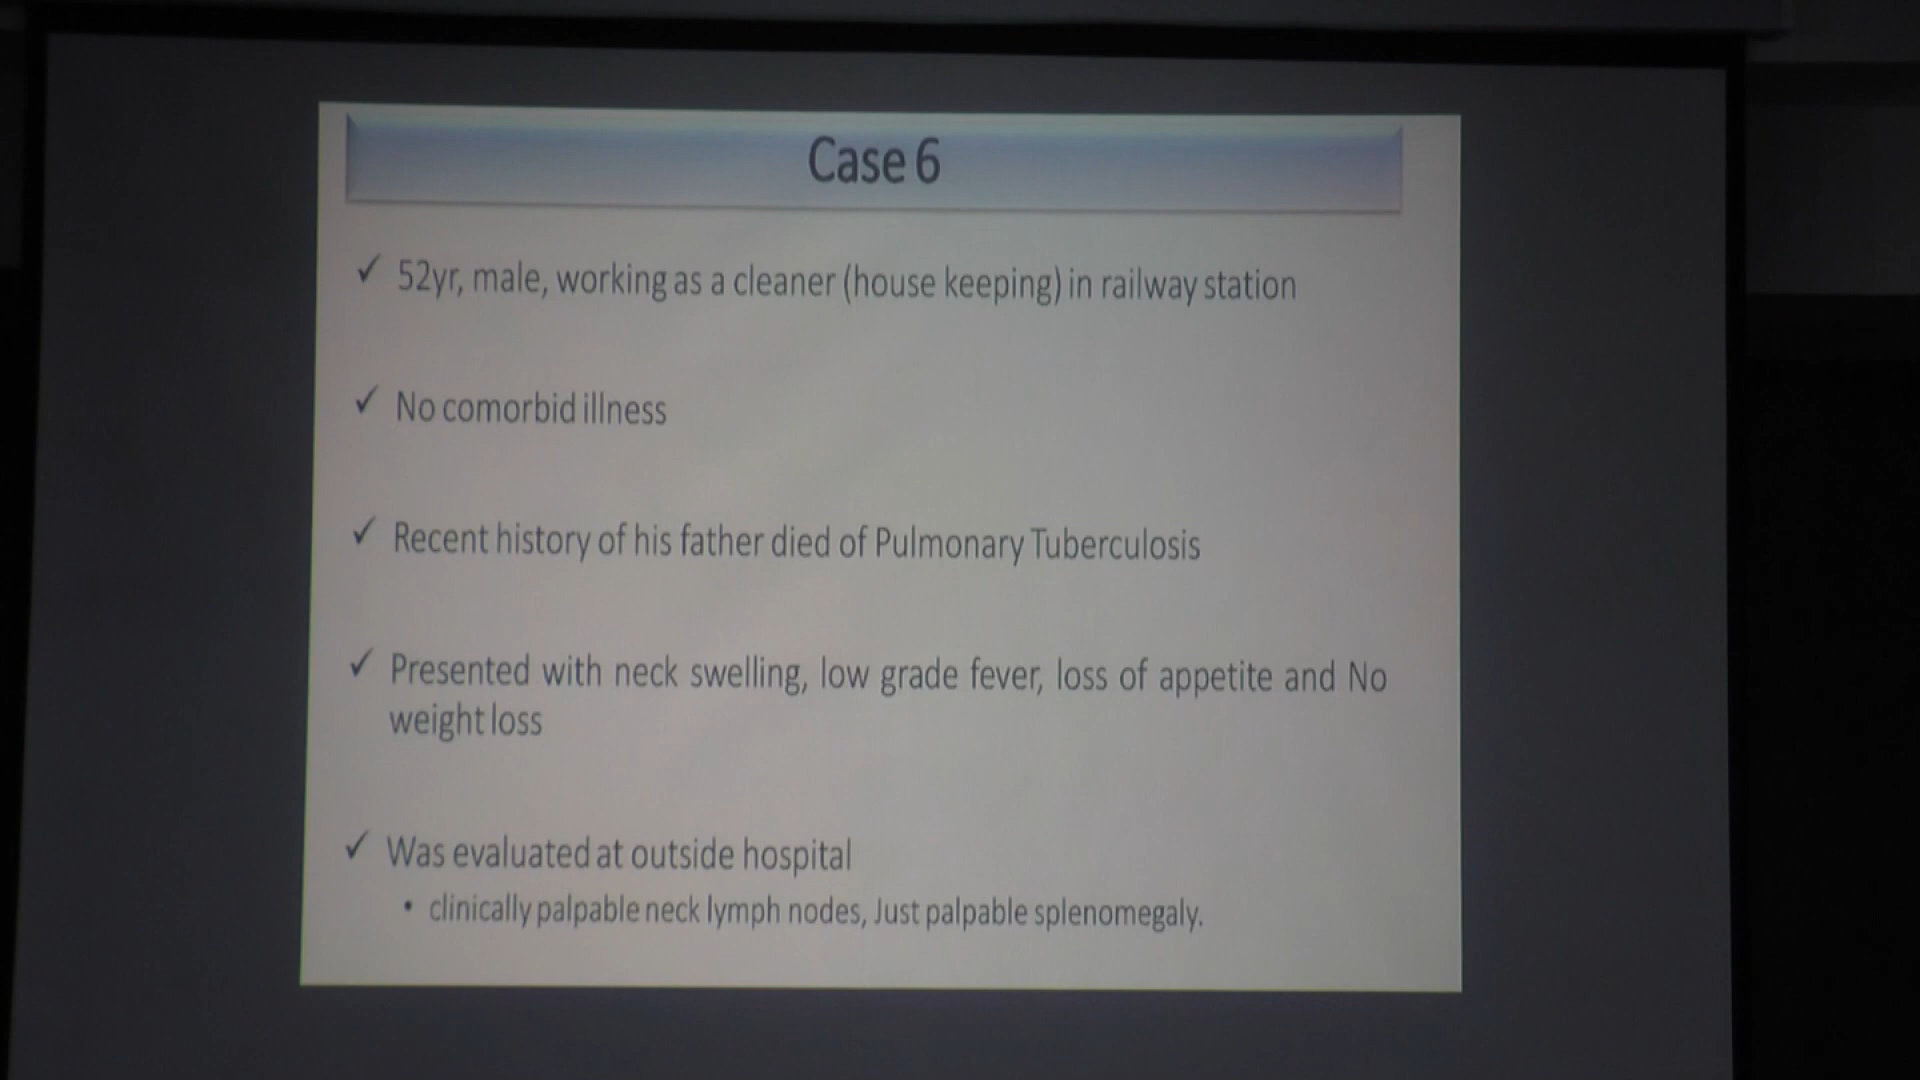 Case 6
✓ 52yr, male, working as a cleaner (house keeping) in railway station
✓ No comorbid illness
✓ Recent history of his father died of Pulmonary Tuberculosis
✓ Presented with neck swelling, low grade fever, loss of appetite and No
weight loss
✓ Was evaluated at outside hospital
• clinically palpable neck lymph nodes, Just palpable splenomegaly.